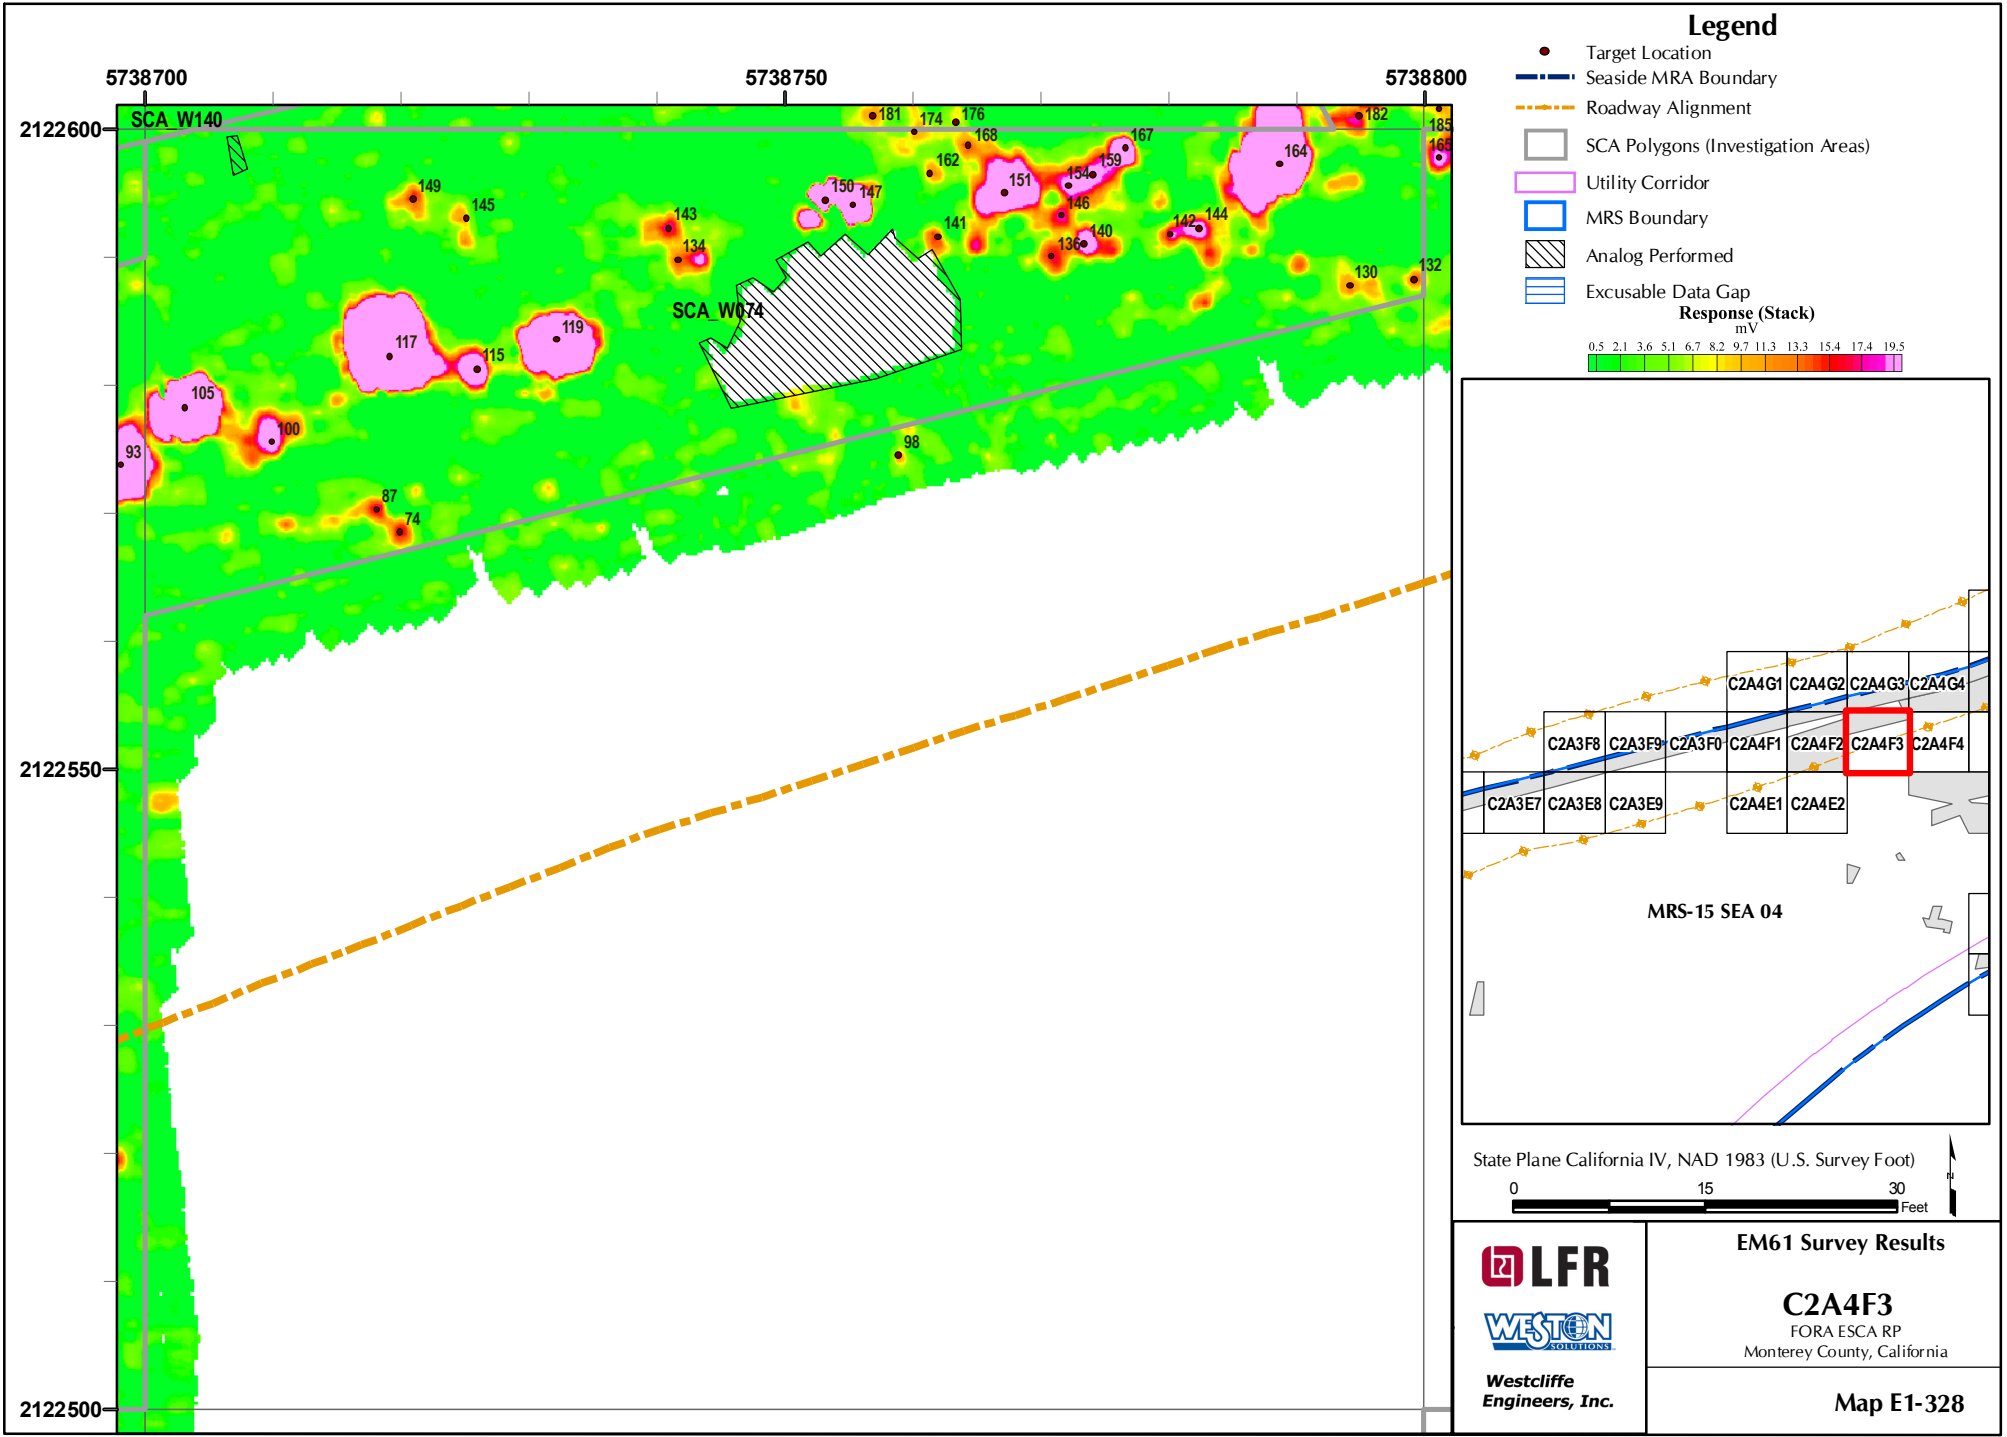 Legend
Target Location
Seaside MRA Boundary
Roadway Alignment
SCA Polygons (Investigation Areas)
Utility Corridor
MRS Boundary
Analog Performed
Excusable Data Gap
Response (Stack)
mV
0.5 2.1 3.6 5.1 6.7 8.2 9.7 11.3 13.3 15.4 17.4 19.5
5738700 5738750 5738800
2122600
2122550
2122500
SCA_W140
SCA_W074
181
174
176
168
182
185
165
167
164
159
154
162
151
150
147
149
145
146
143
141
134
142
144
140
136
130
132
117
119
115
105
100
93
98
87
74
C2A4G1 C2A4G2 C2A4G3 C2A4G4
C2A3F8 C2A3F9 C2A3F0 C2A4F1 C2A4F2 C2A4F3 C2A4F4
C2A3E7 C2A3E8 C2A3E9 C2A4E1 C2A4E2
MRS-15 SEA 04
State Plane California IV, NAD 1983 (U.S. Survey Foot)
N
0 15 30
Feet
LFR
WESTON
SOLUTIONS
Westcliffe
Engineers, Inc.
EM61 Survey Results
C2A4F3
FORA ESCA RP
Monterey County, California
Map E1-328